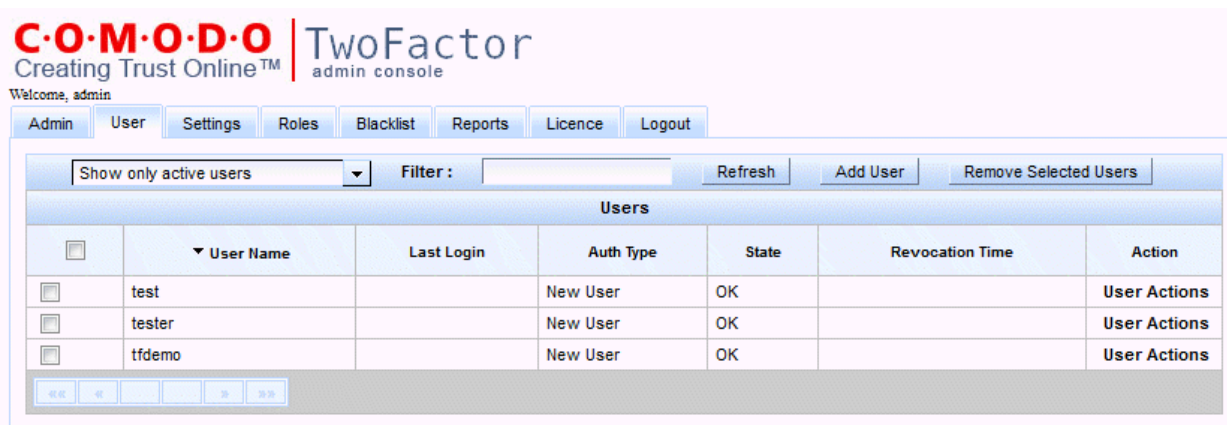 C·O·M·O·D·O
Creating Trust Online™
TwoFactor
admin console
Welcome, admin
Admin User Settings Roles Blacklist Reports Licence Logout
Show only active users Filter : Refresh Add User Remove Selected Users
Users
User Name Last Login Auth Type State Revocation Time Action
test New User OK User Actions
tester New User OK User Actions
tfdemo New User OK User Actions
«« « » »»